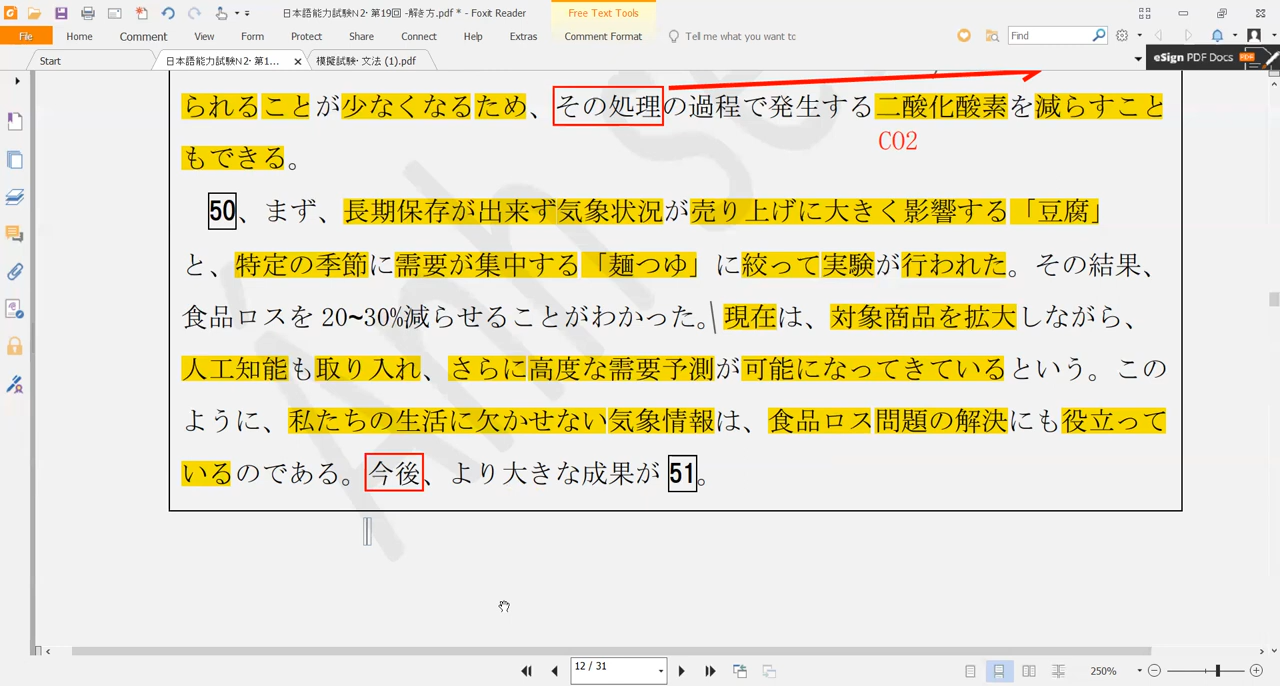 日本語能力試験N2・第19回 -解き方.pdf * - Foxit Reader
Free Text Tools
File Home Comment View Form Protect Share Connect Help Extras Comment Format Tell me what you want tc Find
Start 日本語能力試験N2・第1... 模擬試験・文法 (1).pdf eSign PDF Docs
られることが少なくなるため、その処理の過程で発生する二酸化酸素を減らすこと
CO2
もできる。
50、まず、長期保存が出来ず気象状況が売り上げに大きく影響する「豆腐」
と、特定の季節に需要が集中する「麺つゆ」に絞って実験が行われた。その結果、
食品ロスを 20~30%減らせることがわかった。現在は、対象商品を拡大しながら、
人工知能も取り入れ、さらに高度な需要予測が可能になってきているという。この
ように、私たちの生活に欠かせない気象情報は、食品ロス問題の解決にも役立って
いるのである。今後、より大きな成果が 51。
12 / 31
250%